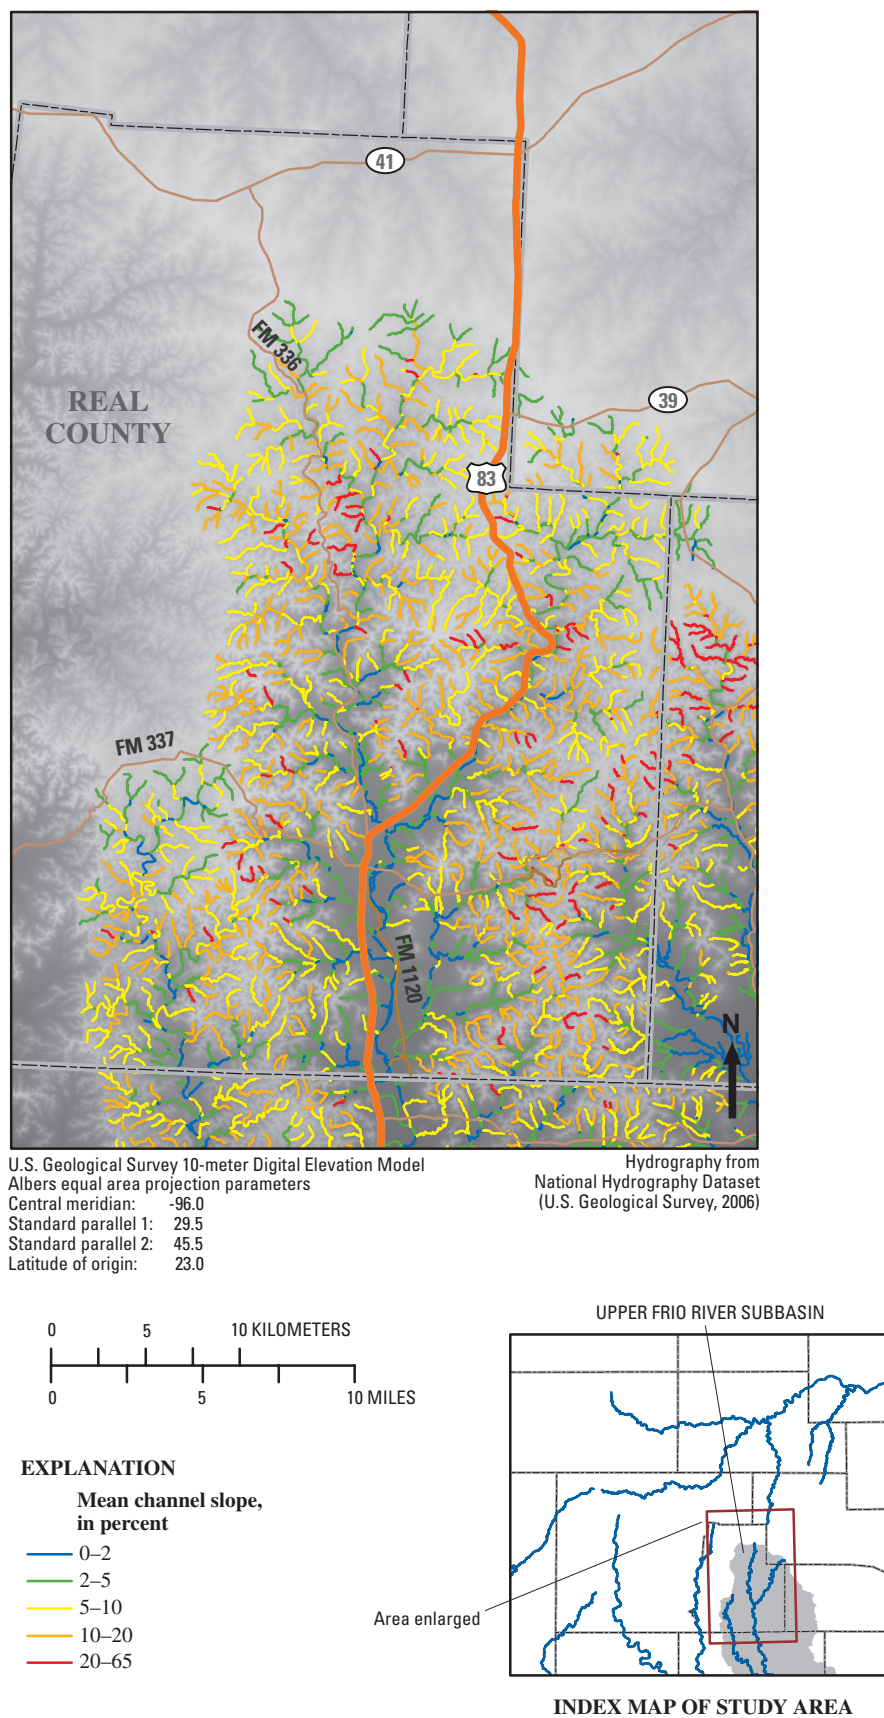 41
FM 336
REAL
COUNTY
39
83
FM 337
FM 1120
N
U.S. Geological Survey 10-meter Digital Elevation Model
Albers equal area projection parameters
Central meridian: -96.0
Standard parallel 1: 29.5
Standard parallel 2: 45.5
Latitude of origin: 23.0
Hydrography from
National Hydrography Dataset
(U.S. Geological Survey, 2006)
0 5 10 KILOMETERS
0 5 10 MILES
EXPLANATION
Mean channel slope,
in percent
0–2
2–5
5–10
10–20
20–65
UPPER FRIO RIVER SUBBASIN
Area enlarged
INDEX MAP OF STUDY AREA